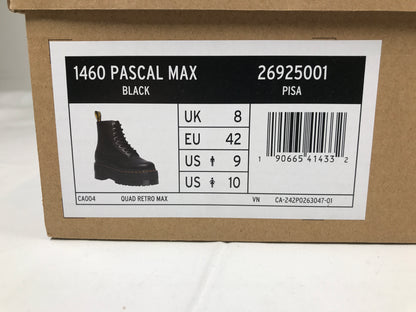 1460 PASCAL MAX 26925001
BLACK PISA
UK 8
EU 42
US 9
US 10
1 90665 41433 2
CA004 QUAD RETRO MAX VN CA-242P0263047-01